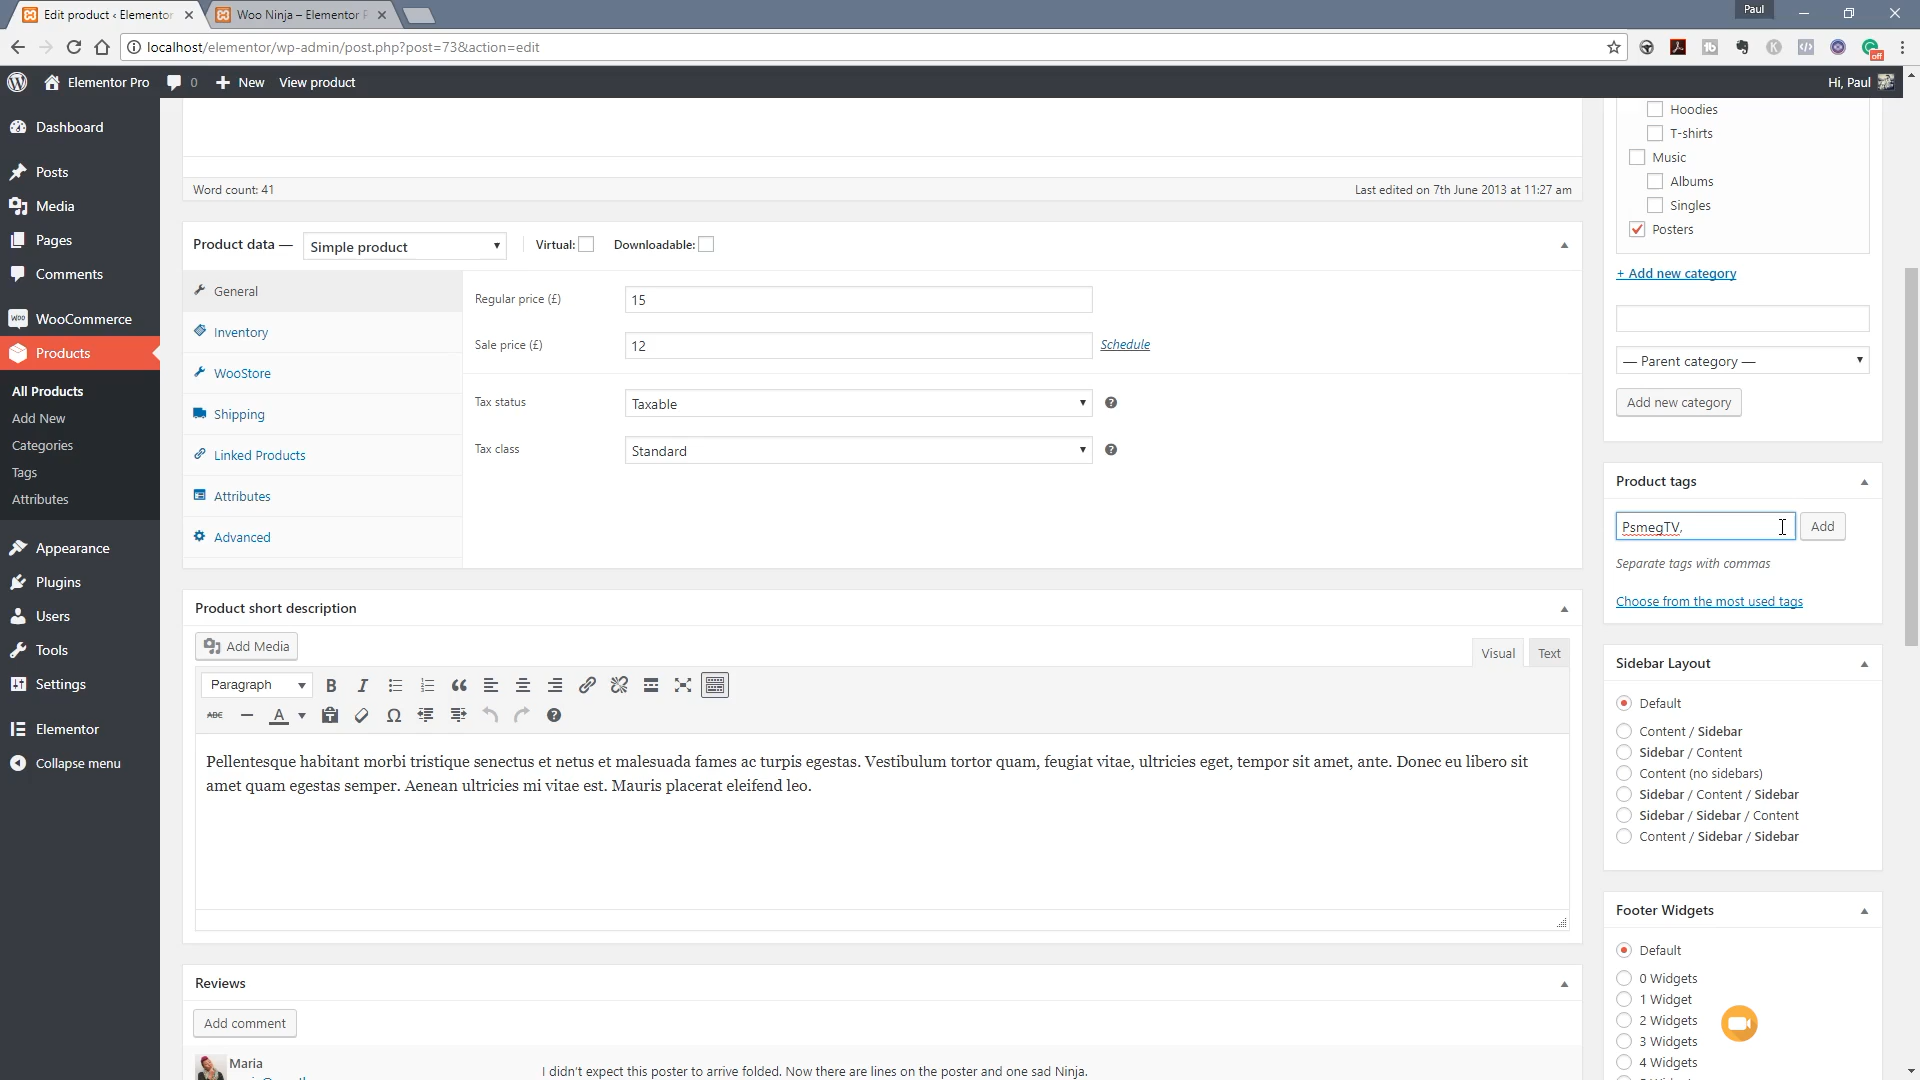 Edit product ‹ Elementor
Woo Ninja – Elementor P
Paul
localhost/elementor/wp-admin/post.php?post=73&action=edit
off
Elementor Pro
0
New
View product
Hi, Paul
Dashboard
Posts
Media
Pages
Comments
WooCommerce
Products
All Products
Add New
Categories
Tags
Attributes
Appearance
Plugins
Users
Tools
Settings
Elementor
Collapse menu
Word count: 41
Last edited on 7th June 2013 at 11:27 am
Product data —
Simple product
Virtual:
Downloadable:
General
Inventory
WooStore
Shipping
Linked Products
Attributes
Advanced
Regular price (£)
15
Sale price (£)
12
Schedule
Tax status
Taxable
Tax class
Standard
Product short description
Add Media
Visual
Text
Paragraph
Pellentesque habitant morbi tristique senectus et netus et malesuada fames ac turpis egestas. Vestibulum tortor quam, feugiat vitae, ultricies eget, tempor sit amet, ante. Donec eu libero sit
amet quam egestas semper. Aenean ultricies mi vitae est. Mauris placerat eleifend leo.
Reviews
Add comment
Maria
I didn't expect this poster to arrive folded. Now there are lines on the poster and one sad Ninja.
Hoodies
T-shirts
Music
Albums
Singles
Posters
+ Add new category
— Parent category —
Add new category
Product tags
PsmegTV,
Add
Separate tags with commas
Choose from the most used tags
Sidebar Layout
Default
Content / Sidebar
Sidebar / Content
Content (no sidebars)
Sidebar / Content / Sidebar
Sidebar / Sidebar / Content
Content / Sidebar / Sidebar
Footer Widgets
Default
0 Widgets
1 Widget
2 Widgets
3 Widgets
4 Widgets